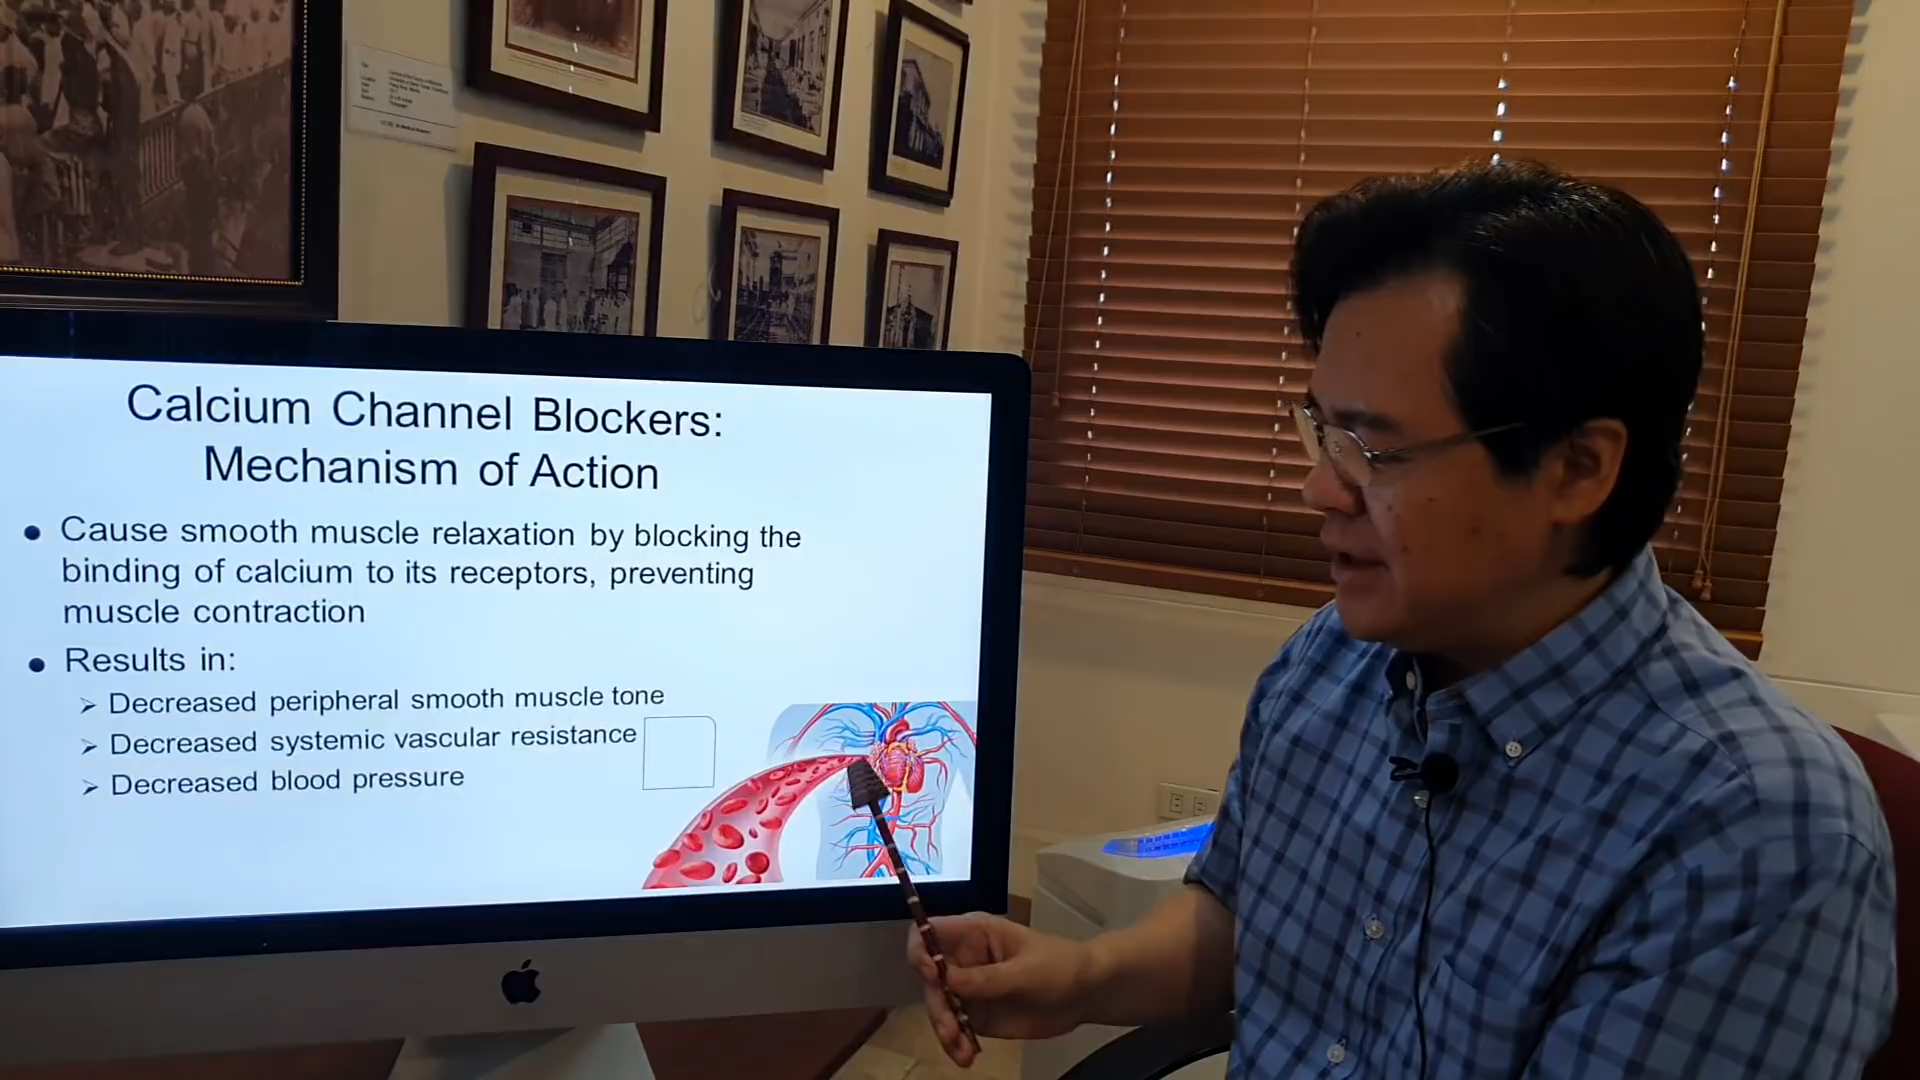 Calcium Channel Blockers:
Mechanism of Action
● Cause smooth muscle relaxation by blocking the
binding of calcium to its receptors, preventing
muscle contraction
● Results in:
➢ Decreased peripheral smooth muscle tone
➢ Decreased systemic vascular resistance
➢ Decreased blood pressure